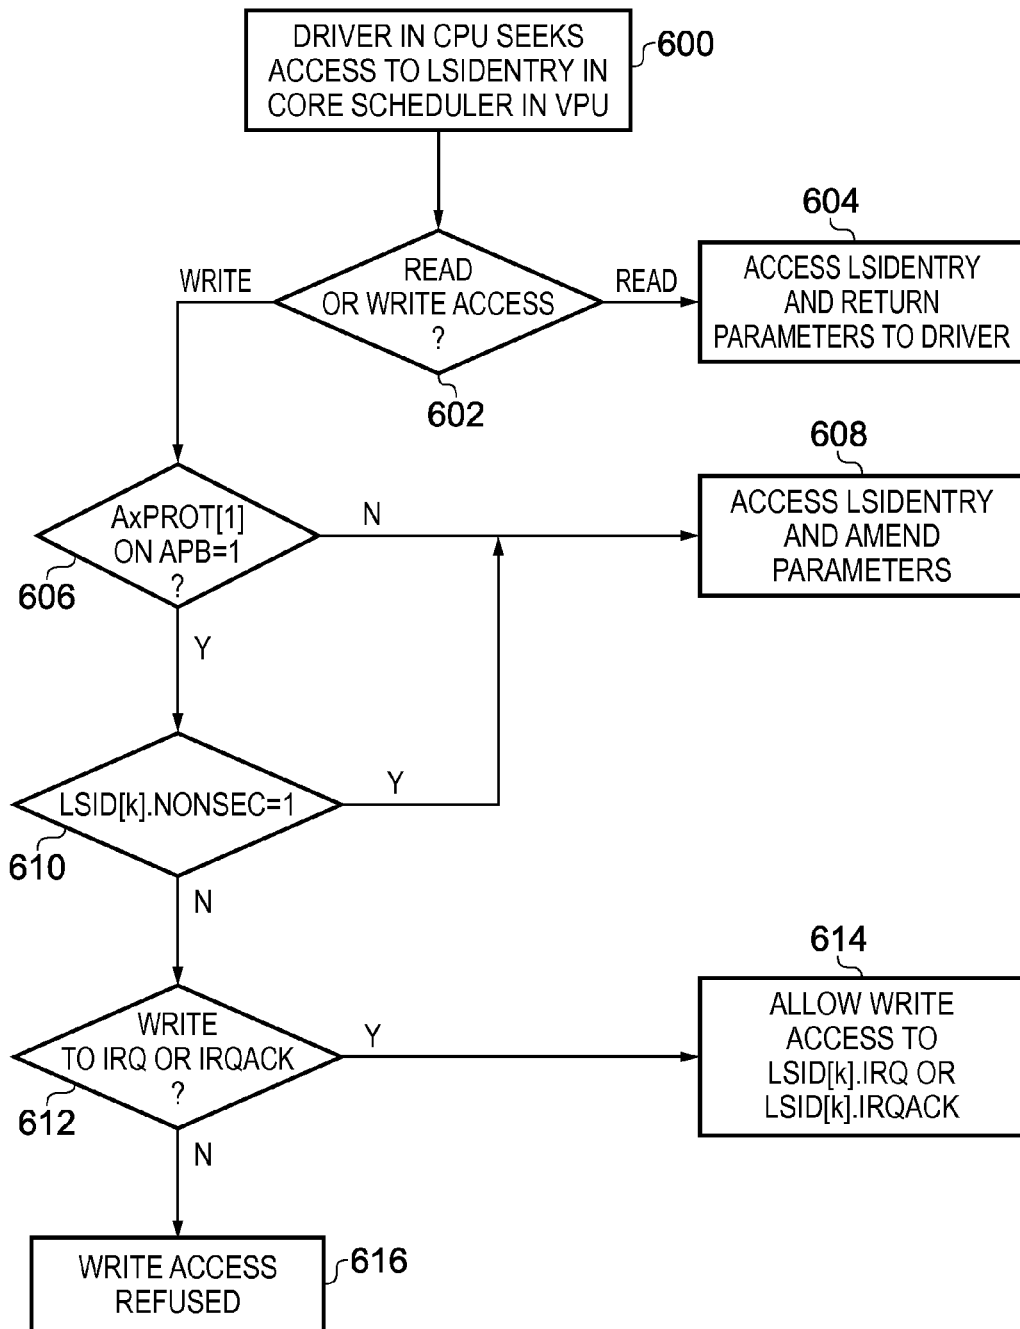 DRIVER IN CPU SEEKS
ACCESS TO LSIDENTRY IN
CORE SCHEDULER IN VPU
600
READ
OR WRITE ACCESS
?
602
WRITE
READ
604
ACCESS LSIDENTRY
AND RETURN
PARAMETERS TO DRIVER
AxPROT[1]
ON APB=1
?
606
N
Y
608
ACCESS LSIDENTRY
AND AMEND
PARAMETERS
LSID[k].NONSEC=1
610
Y
N
WRITE
TO IRQ OR IRQACK
?
612
Y
N
614
ALLOW WRITE
ACCESS TO
LSID[k].IRQ OR
LSID[k].IRQACK
WRITE ACCESS
REFUSED
616